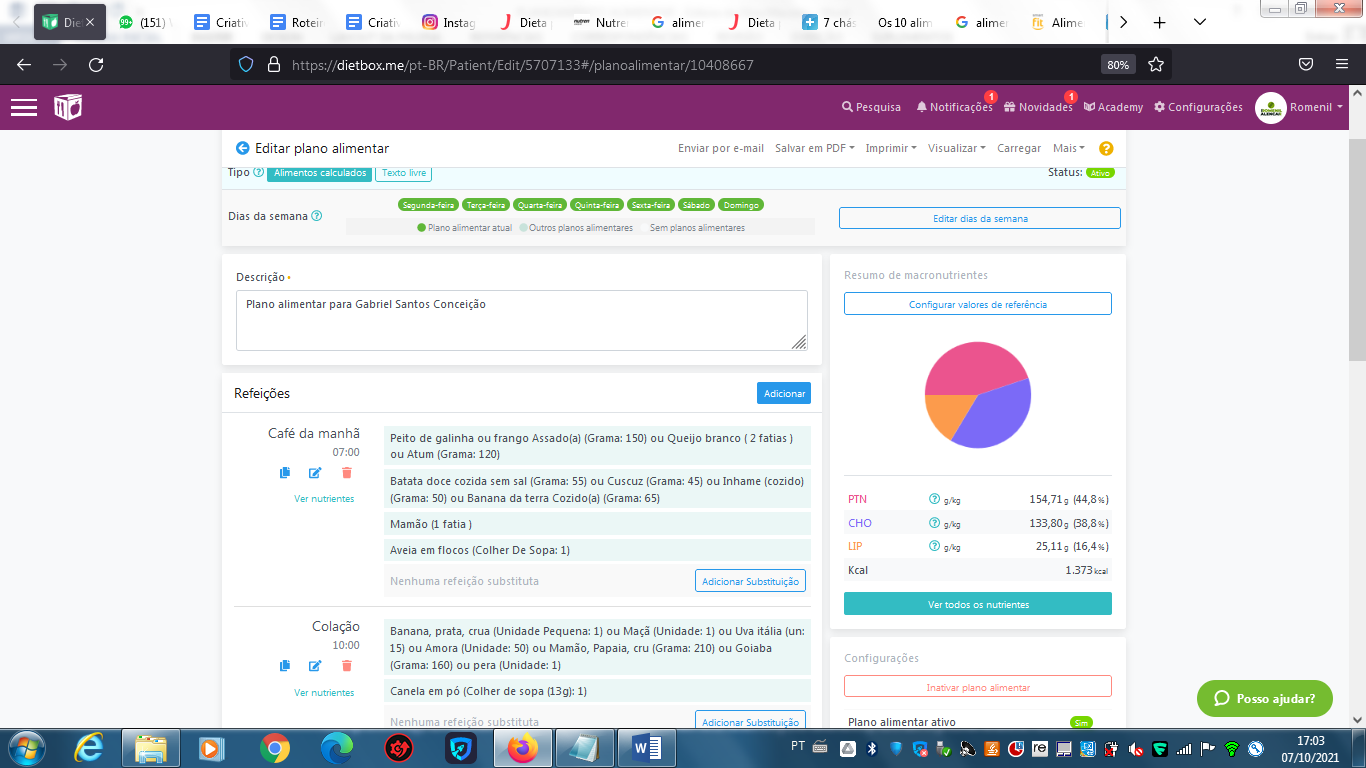 Diet
(151)
Criativ
Roteir
Criativ
Instag
Dieta p
Nutrer
alimer
Dieta p
7 chás
Os 10 alim
alimer
Alime
https://dietbox.me/pt-BR/Patient/Edit/5707133#/planoalimentar/10408667
80%
Pesquisa
Notificações
1
Novidades
1
Academy
Configurações
Romenil
Editar plano alimentar
Enviar por e-mail
Salvar em PDF
Imprimir
Visualizar
Carregar
Mais
Tipo
Alimentos calculados
Texto livre
Status: Ativo
Dias da semana
Segunda-feira
Terça-feira
Quarta-feira
Quinta-feira
Sexta-feira
Sábado
Domingo
Plano alimentar atual
Outros planos alimentares
Sem planos alimentares
Editar dias da semana
Descrição
Plano alimentar para Gabriel Santos Conceição
Refeições
Adicionar
Café da manhã
07:00
Ver nutrientes
Peito de galinha ou frango Assado(a) (Grama: 150) ou Queijo branco ( 2 fatias )
ou Atum (Grama: 120)
Batata doce cozida sem sal (Grama: 55) ou Cuscuz (Grama: 45) ou Inhame (cozido)
(Grama: 50) ou Banana da terra Cozido(a) (Grama: 65)
Mamão (1 fatia )
Aveia em flocos (Colher De Sopa: 1)
Nenhuma refeição substituta
Adicionar Substituição
Colação
10:00
Ver nutrientes
Banana, prata, crua (Unidade Pequena: 1) ou Maçã (Unidade: 1) ou Uva itália (un:
15) ou Amora (Unidade: 50) ou Mamão, Papaia, cru (Grama: 210) ou Goiaba
(Grama: 160) ou pera (Unidade: 1)
Canela em pó (Colher de sopa (13g): 1)
Nenhuma refeição substituta
Adicionar Substituição
Resumo de macronutrientes
Configurar valores de referência
PTN g/kg 154,71 g (44,8 %)
CHO g/kg 133,80 g (38,8 %)
LIP g/kg 25,11 g (16,4 %)
Kcal 1.373 kcal
Ver todos os nutrientes
Configurações
Inativar plano alimentar
Plano alimentar ativo Sim
Posso ajudar?
PT
17:03
07/10/2021